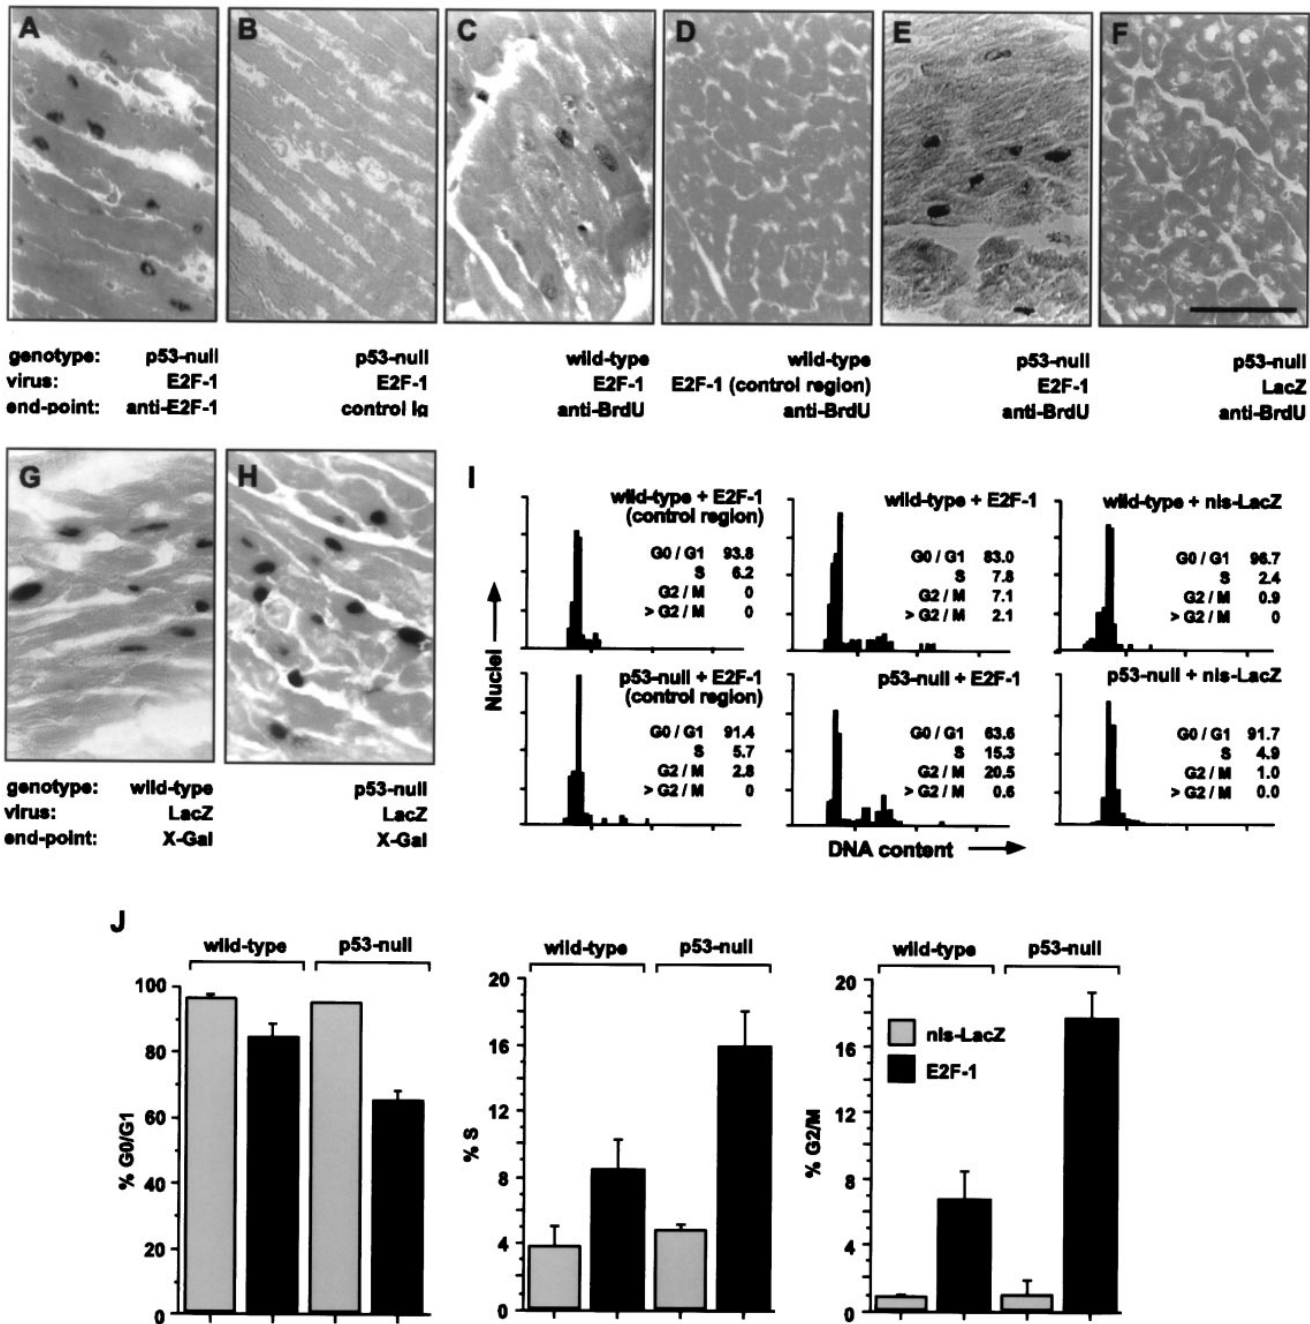 A B C D E F
genotype: p53-null p53-null wild-type wild-type p53-null p53-null
virus: E2F-1 E2F-1 E2F-1 E2F-1 (control region) E2F-1 LacZ
end-point: anti-E2F-1 control Ig anti-BrdU anti-BrdU anti-BrdU anti-BrdU
G H I
genotype: wild-type p53-null
virus: LacZ LacZ
end-point: X-Gal X-Gal
Nuclei
wild-type + E2F-1
(control region)
G0 / G1 93.8
S 6.2
G2 / M 0
> G2 / M 0
wild-type + E2F-1
G0 / G1 83.0
S 7.8
G2 / M 7.1
> G2 / M 2.1
wild-type + nls-LacZ
G0 / G1 96.7
S 2.4
G2 / M 0.9
> G2 / M 0
p53-null + E2F-1
(control region)
G0 / G1 91.4
S 5.7
G2 / M 2.8
> G2 / M 0
p53-null + E2F-1
G0 / G1 63.6
S 15.3
G2 / M 20.5
> G2 / M 0.6
p53-null + nls-LacZ
G0 / G1 91.7
S 4.9
G2 / M 1.0
> G2 / M 0.0
DNA content
J
wild-type p53-null
% G0/G1
100
80
60
40
20
0
wild-type p53-null
% S
20
16
12
8
4
0
wild-type p53-null
% G2/M
20
16
12
8
4
0
nls-LacZ
E2F-1